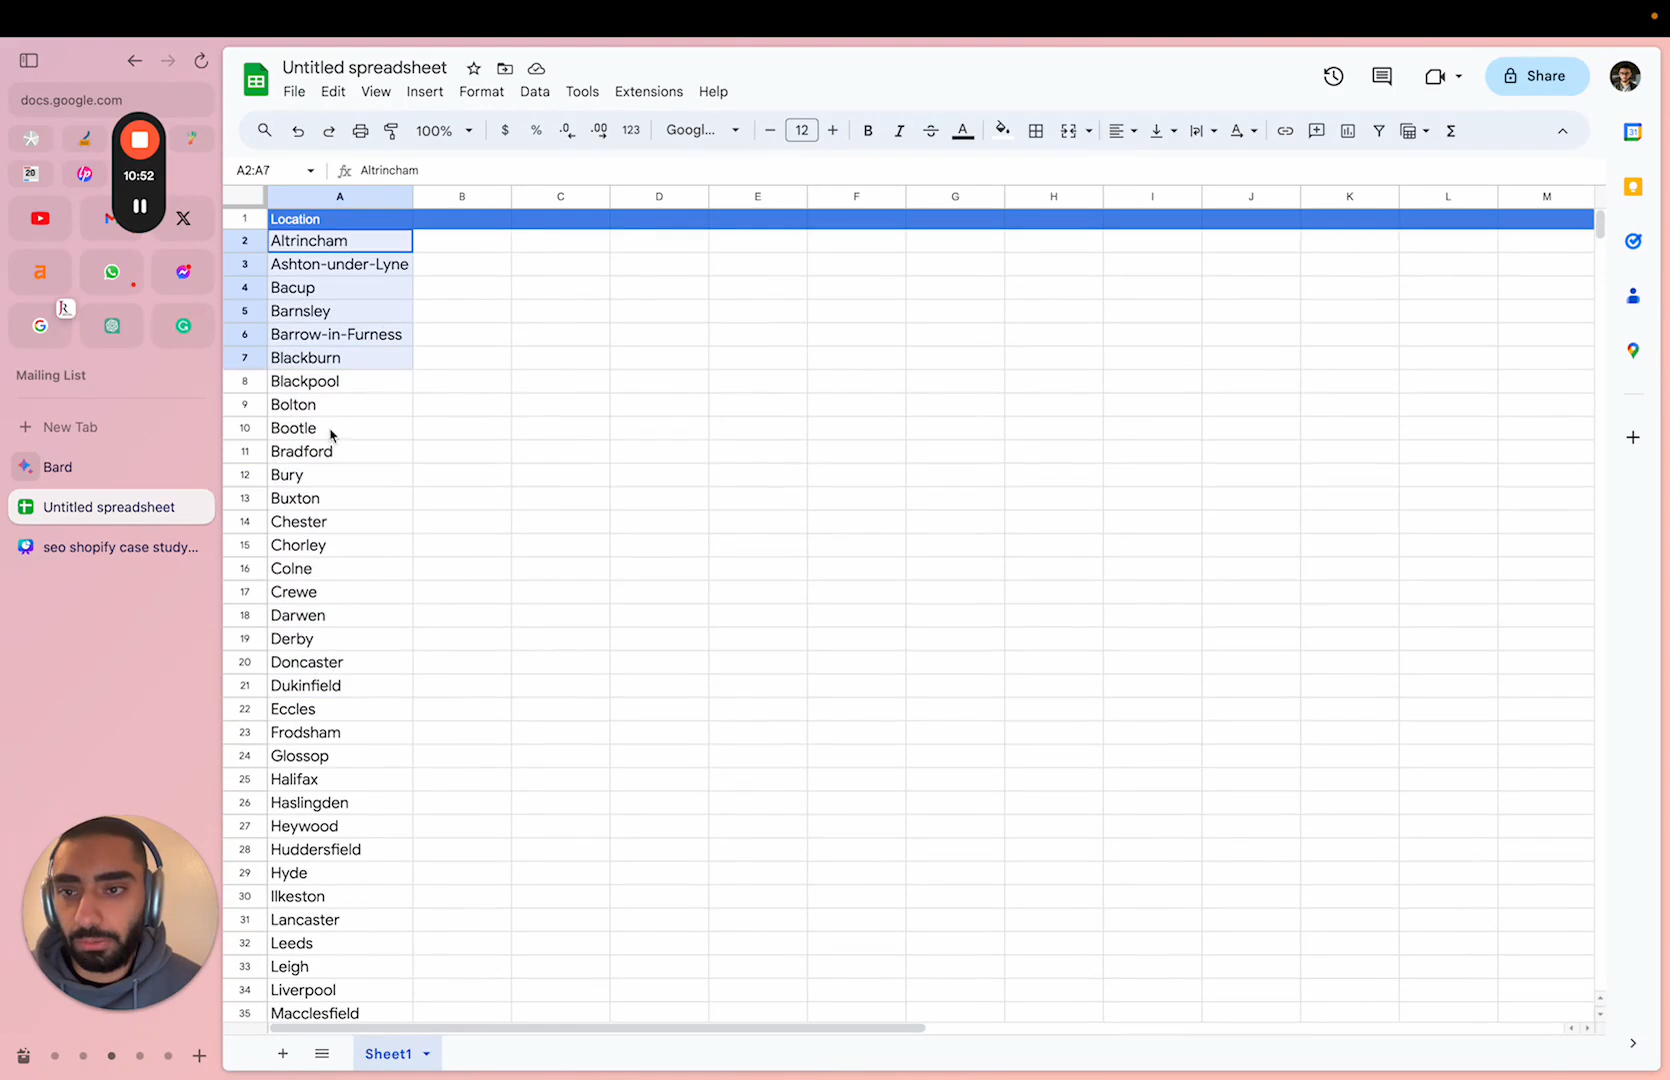 Untitled spreadsheet
File Edit View Insert Format Data Tools Extensions Help
Share
docs.google.com
100%
$ % .0 .00 123
Googl...
12
B I A
Σ
20
10:52
A2:A7
fx Altrincham
A B C D E F G H I J K L M
1 Location
2 Altrincham
3 Ashton-under-Lyne
4 Bacup
5 Barnsley
6 Barrow-in-Furness
7 Blackburn
8 Blackpool
9 Bolton
10 Bootle
11 Bradford
12 Bury
13 Buxton
14 Chester
15 Chorley
16 Colne
17 Crewe
18 Darwen
19 Derby
20 Doncaster
21 Dukinfield
22 Eccles
23 Frodsham
24 Glossop
25 Halifax
26 Haslingden
27 Heywood
28 Huddersfield
29 Hyde
30 Ilkeston
31 Lancaster
32 Leeds
33 Leigh
34 Liverpool
35 Macclesfield
Mailing List
New Tab
Bard
Untitled spreadsheet
seo shopify case study...
Sheet1
31